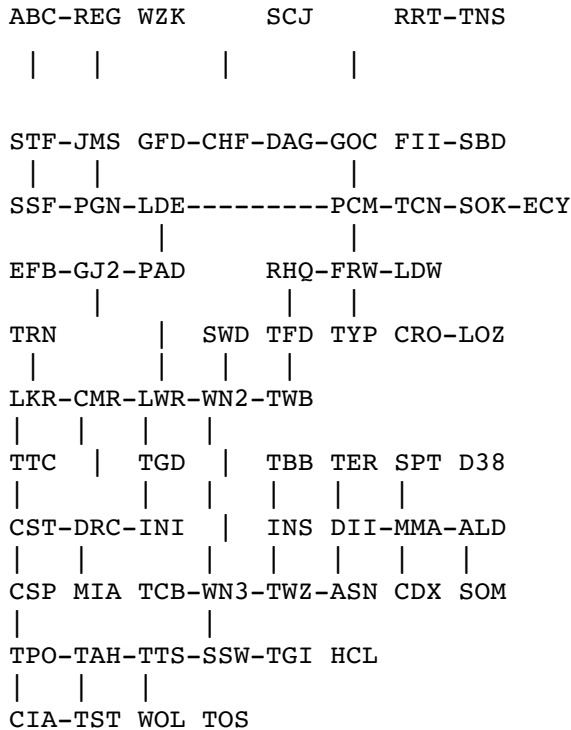 ABC-REG WZK     SCJ     RRT-TNS
 |   |       |       |
STF-JMS GFD-CHF-DAG-GOC FII-SBD
 |   |               |
SSF-PGN-LDE---------PCM-TCN-SOK-ECY
         |           |
EFB-GJ2-PAD     RHQ-FRW-LDW
     |           |   |
TRN      |  SWD TFD TYP CRO-LOZ
 |       |   |   |
LKR-CMR-LWR-WN2-TWB
|   |   |   |
TTC  |  TGD  |  TBB TER SPT D38
|       |   |   |   |   |
CST-DRC-INI  |  INS DII-MMA-ALD
|   |       |   |   |   |   |
CSP MIA TCB-WN3-TWZ-ASN CDX SOM
|           |
TPO-TAH-TTS-SSW-TGI HCL
|   |   |
CIA-TST WOL TOS